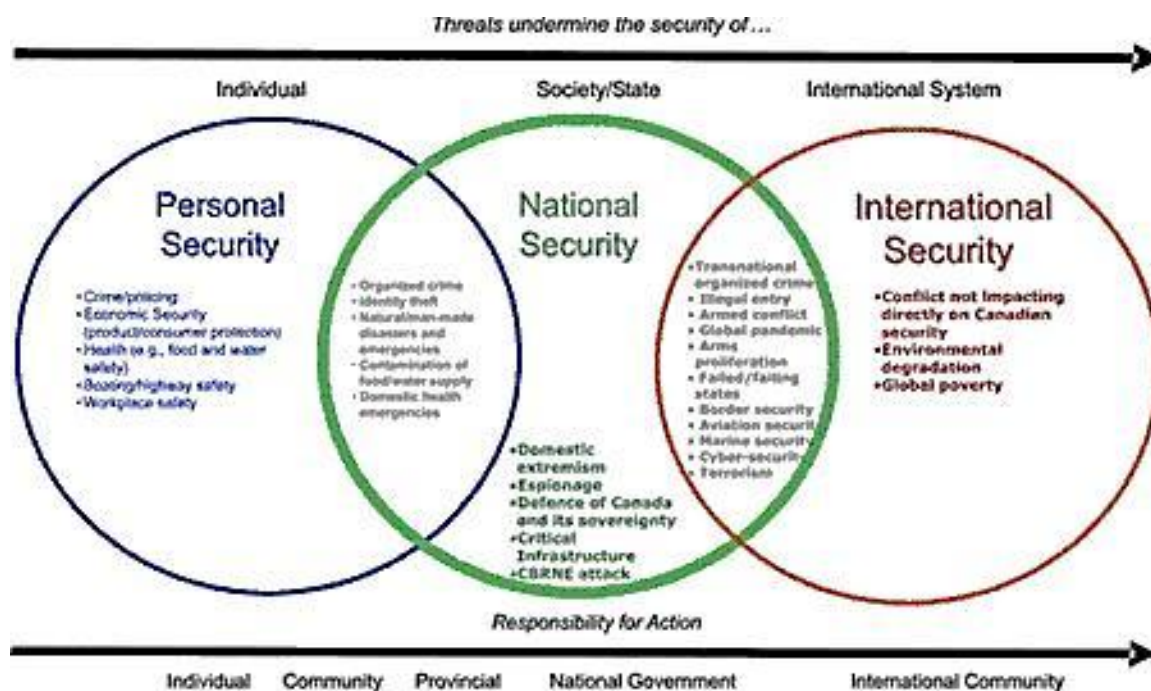 Threats undermine the security of...
Individual
Society/State
International System
Personal
Security
•Crime/policing
•Economic Security
(product/consumer protection)
•Health (e.g., food and water
safety)
•Boating/highway safety
•Workplace safety
•Organized crime
•Identity theft
•Natural/man-made
disasters and
emergencies
•Contamination of
food/water supply
•Domestic health
emergencies
National
Security
•Domestic
extremism
•Espionage
•Defence of Canada
and its sovereignty
•Critical
Infrastructure
•CBRNE attack
•Transnational
organized crime
•Illegal entry
•Armed conflict
•Global pandemic
•Arms
proliferation
•Failed/failing
states
•Border security
•Aviation security
•Marine security
•Cyber-security
•Terrorism
International
Security
•Conflict not Impacting
directly on Canadian
security
•Environmental
degradation
•Global poverty
Responsibility for Action
Individual
Community
Provincial
National Government
International Community